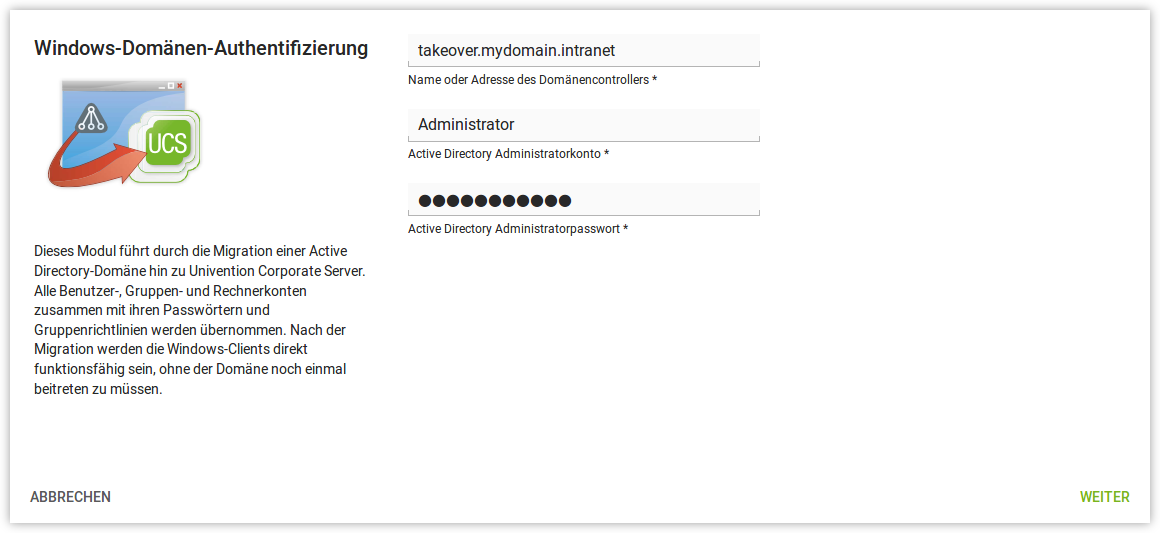 Windows-Domänen-Authentifizierung
UCS
Dieses Modul führt durch die Migration einer Active
Directory-Domäne hin zu Univention Corporate Server.
Alle Benutzer-, Gruppen- und Rechnerkonten
zusammen mit ihren Passwörtern und
Gruppenrichtlinien werden übernommen. Nach der
Migration werden die Windows-Clients direkt
funktionsfähig sein, ohne der Domäne noch einmal
beitreten zu müssen.
takeover.mydomain.intranet
Name oder Adresse des Domänencontrollers *
Administrator
Active Directory Administratorkonto *
●●●●●●●●●●●
Active Directory Administratorpasswort *
ABBRECHEN
WEITER